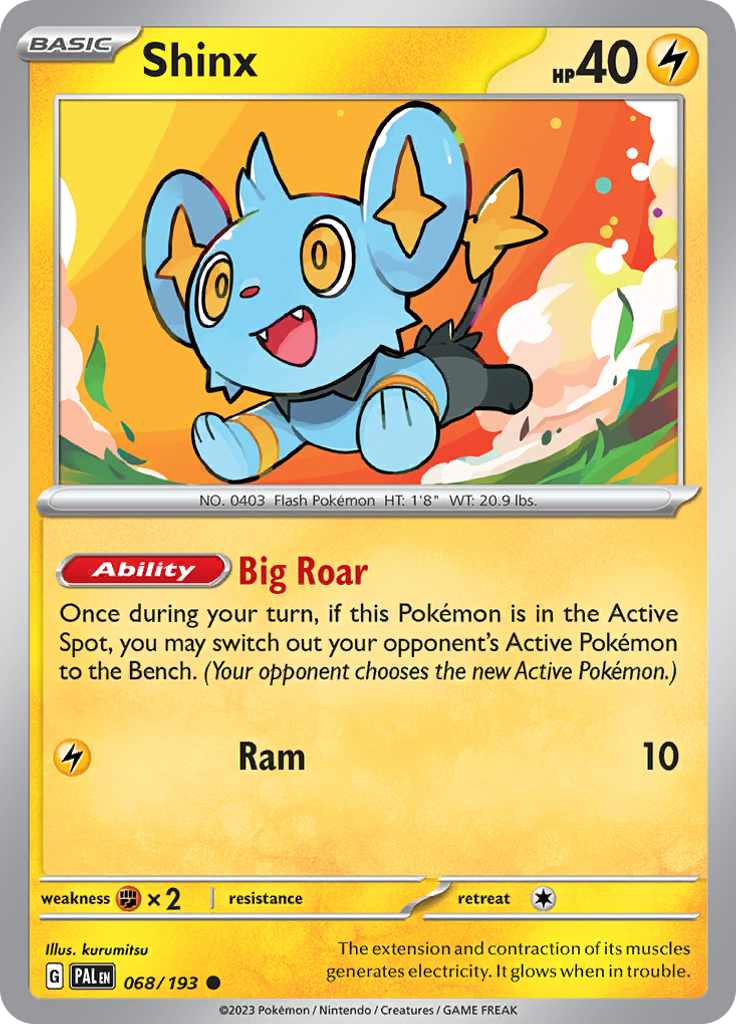 BASIC
Shinx
HP 40
NO. 0403 Flash Pokémon HT: 1'8" WT: 20.9 lbs.
Ability Big Roar
Once during your turn, if this Pokémon is in the Active
Spot, you may switch out your opponent's Active Pokémon
to the Bench. (Your opponent chooses the new Active Pokémon.)
Ram 10
weakness ×2 resistance retreat
Illus. kurumitsu
The extension and contraction of its muscles
generates electricity. It glows when in trouble.
G PAL EN 068/193
©2023 Pokémon / Nintendo / Creatures / GAME FREAK